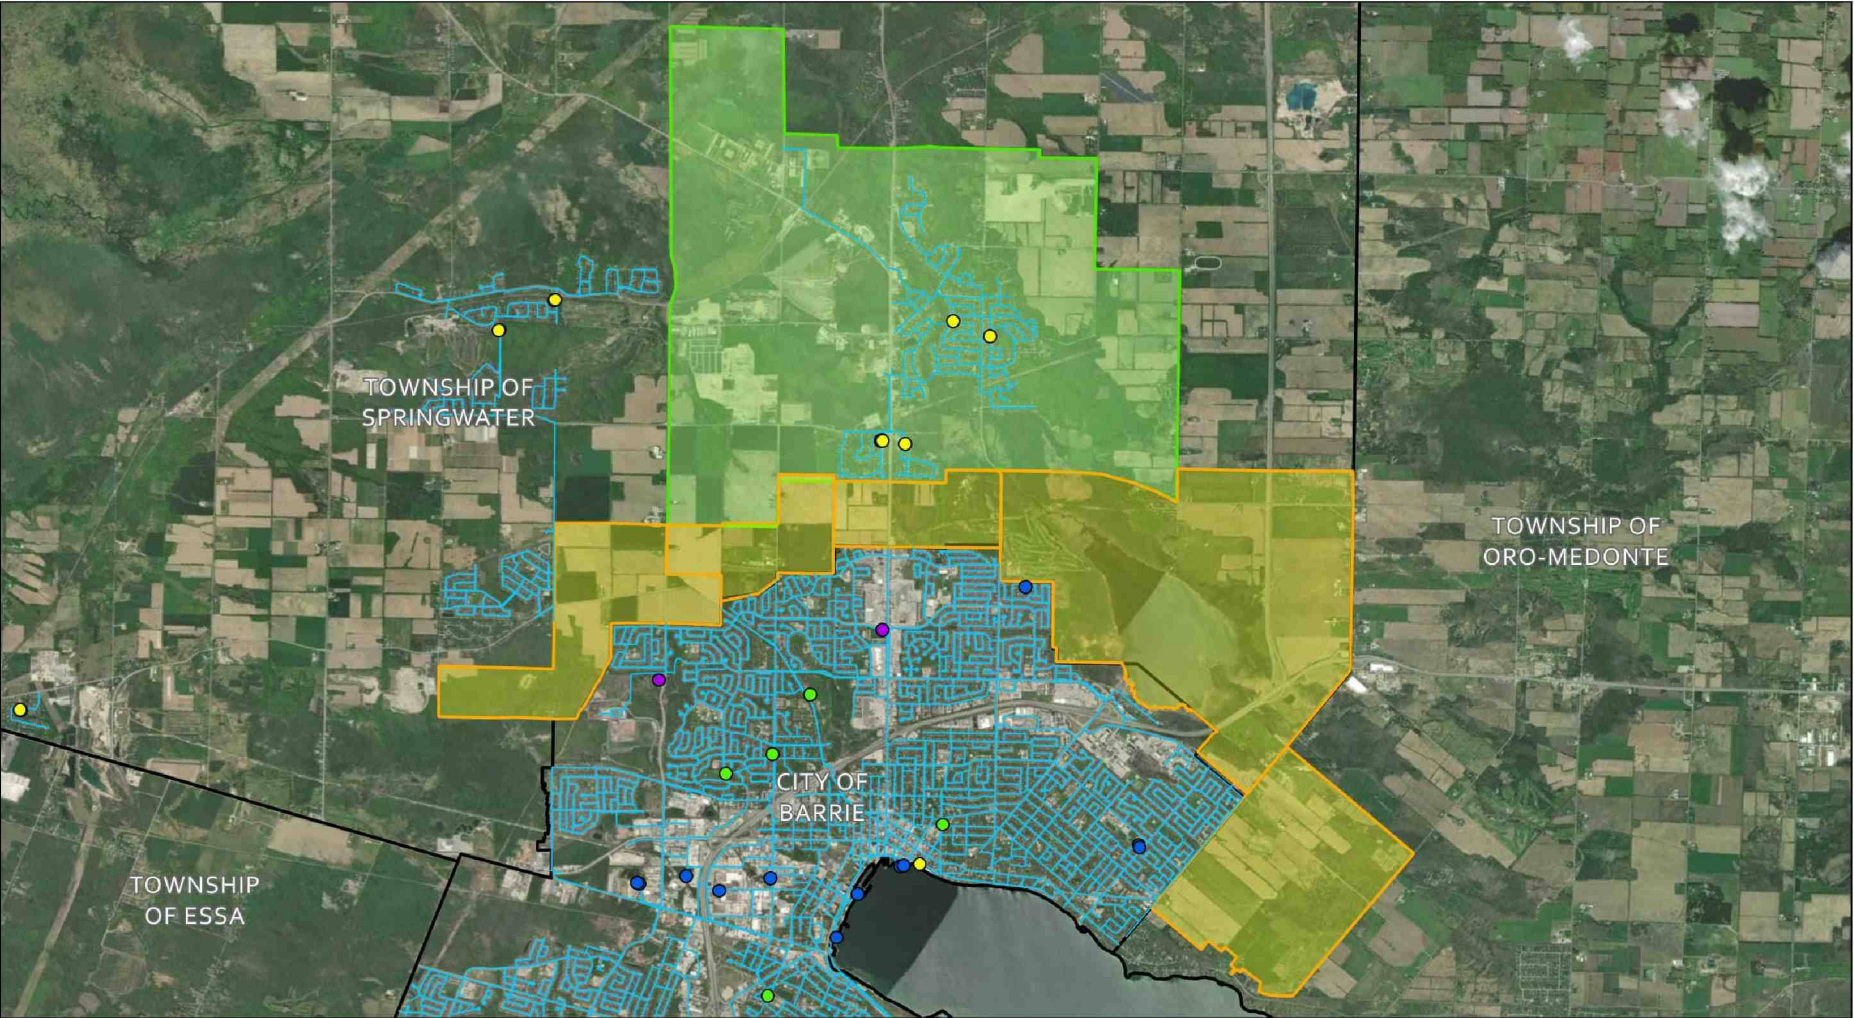 TOWNSHIP OF
SPRINGWATER
TOWNSHIP OF
ORO-MEDONTE
CITY OF
BARRIE
TOWNSHIP
OF ESSA